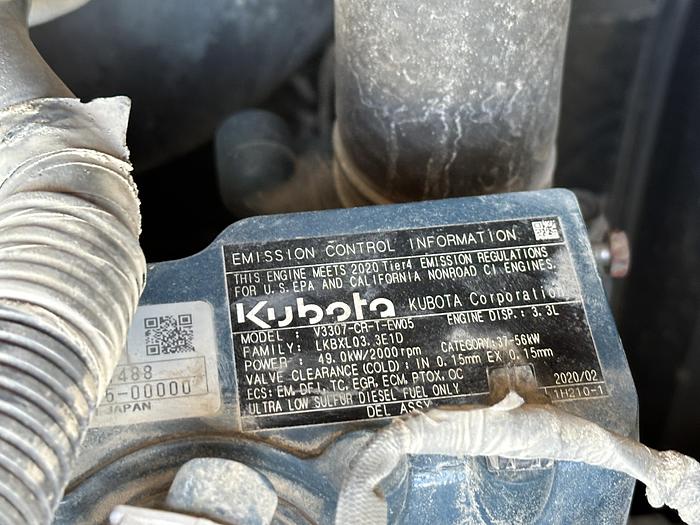 EMISSION CONTROL INFORMATION
THIS ENGINE MEETS 2020 Tier4 EMISSION REGULATIONS
FOR U.S. EPA AND CALIFORNIA NONROAD CI ENGINES.
Kubota KUBOTA Corporation
MODEL : V3307-CR-T-EW05 ENGINE DISP.: 3.3L
FAMILY: LKBXL03.3E1D
POWER: 49.0kW/2000rpm CATEGORY:37-56kW
VALVE-CLEARANCE (COLD): IN 0.15mm EX 0.15mm
ECS: EM, DFI, TC, EGR, ECM, PTOX, OC
ULTRA LOW SULFUR DIESEL FUEL ONLY 2020/02
DEL ASSY 1H210-1
488
6-00000
JAPAN